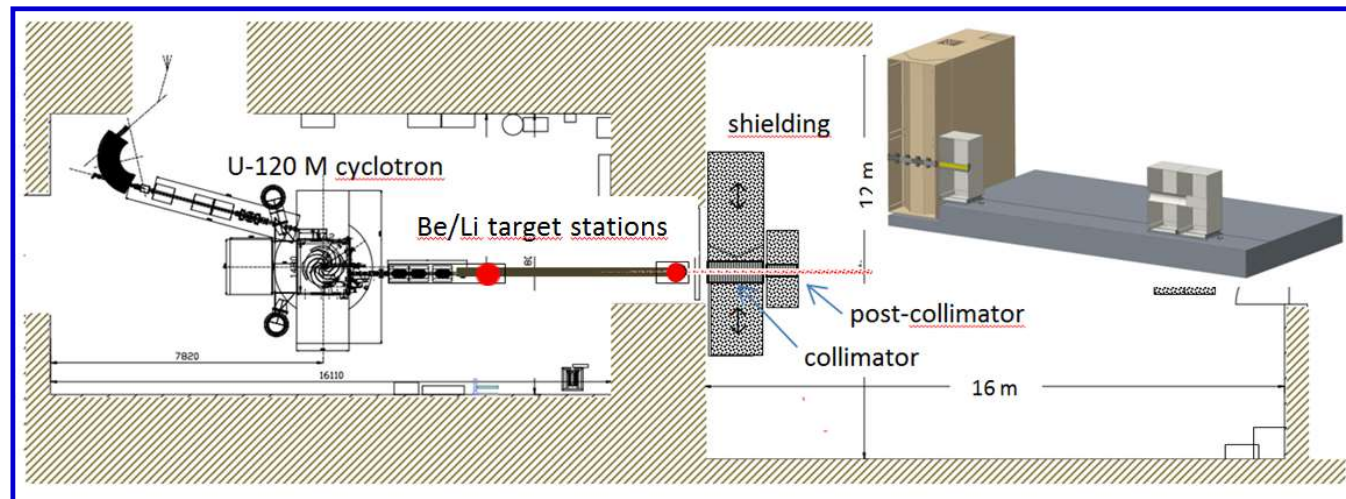 shielding
U-120 M cyclotron
Be/Li target stations
12 m
post-collimator
collimator
7820
16110
16 m